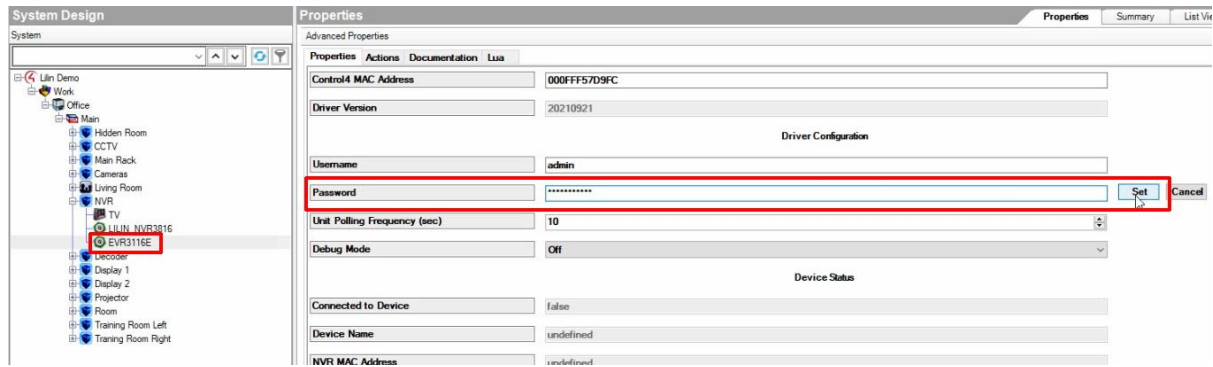 System Design
System
Lilin Demo
Work
Office
Main
Hidden Room
CCTV
Main Rack
Cameras
Living Room
NVR
TV
LILIN_NVR3816
EVR3116E
Decoder
Display 1
Display 2
Projector
Room
Training Room Left
Traning Room Right
Properties
Properties Summary List Vie
Advanced Properties
Properties Actions Documentation Lua
Control4 MAC Address 000FFF57D9FC
Driver Version 20210921
Driver Configuration
Username admin
Password *********** Set Cancel
Unit Polling Frequency (sec) 10
Debug Mode Off
Device Status
Connected to Device false
Device Name undefined
NVR MAC Address undefined